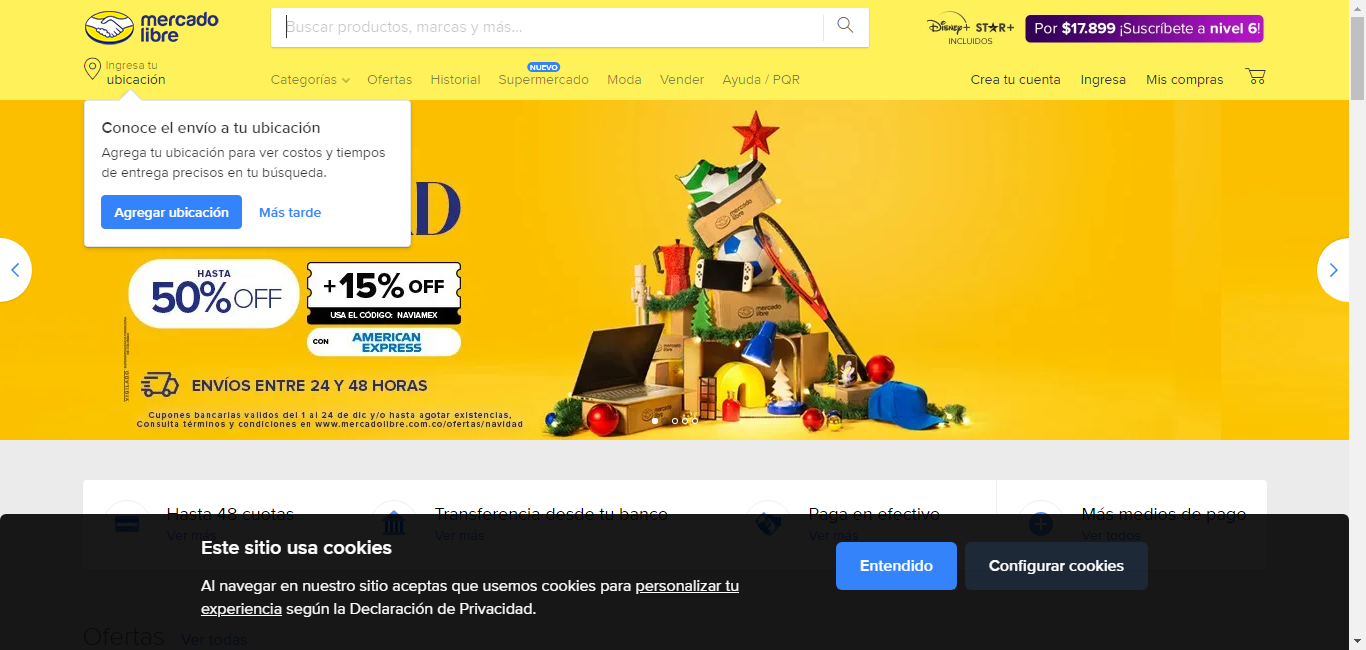 mercado
libre
Buscar productos, marcas y más...
Disney+ STAR+
INCLUIDOS
Por $17.899 ¡Suscríbete a nivel 6!
Ingresa tu
ubicación
Categorías
Ofertas
Historial
NUEVO
Supermercado
Moda
Vender
Ayuda / PQR
Crea tu cuenta
Ingresa
Mis compras
Conoce el envío a tu ubicación
Agrega tu ubicación para ver costos y tiempos
de entrega precisos en tu búsqueda.
Agregar ubicación
Más tarde
D
HASTA
50% OFF
+15% OFF
USA EL CÓDIGO: NAVIAMEX
CON
AMERICAN
EXPRESS
VIGILADO
ENVÍOS ENTRE 24 Y 48 HORAS
Cupones bancarias validos del 1 al 24 de dic y/o hasta agotar existencias,
Consulta términos y condiciones en www.mercadolibre.com.co/ofertas/navidad
mercado
libre
mercado
libre
Hasta 48 cuotas
Ver más
Transferencia desde tu banco
Ver más
Paga en efectivo
Ver más
Más medios de pago
Ver todos
Este sitio usa cookies
Al navegar en nuestro sitio aceptas que usemos cookies para personalizar tu
experiencia según la Declaración de Privacidad.
Entendido
Configurar cookies
Ofertas
Ver todas